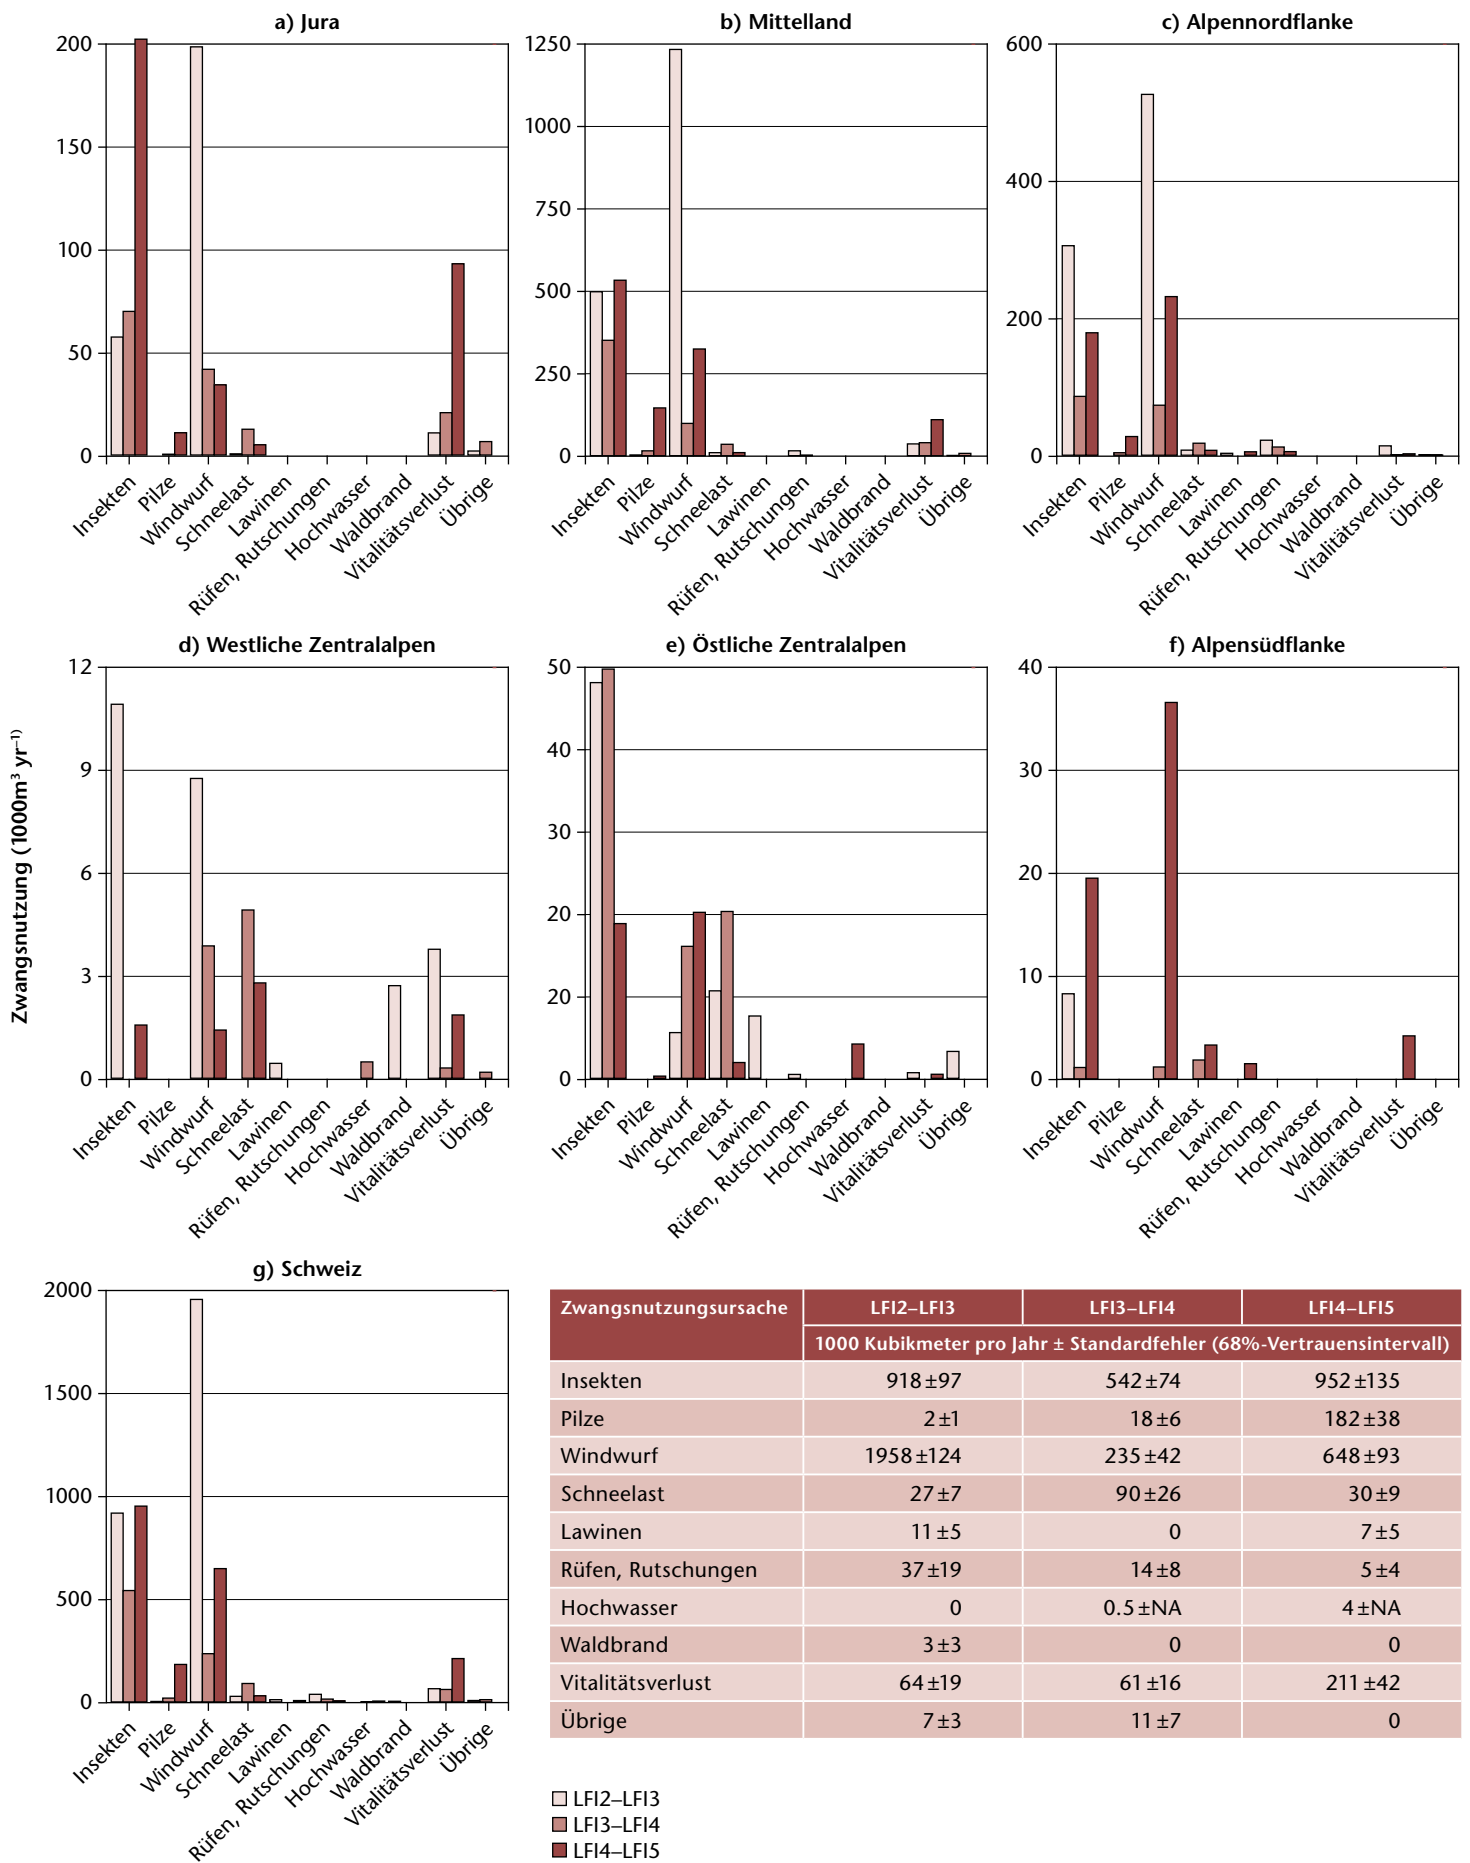 a) Jura
200
150
100
50
0
Insekten
Pilze
Windwurf
Schneelast
Lawinen
Rüfen, Rutschungen
Hochwasser
Waldbrand
Vitalitätsverlust
Übrige
b) Mittelland
1250
1000
750
500
250
0
Insekten
Pilze
Windwurf
Schneelast
Lawinen
Rüfen, Rutschungen
Hochwasser
Waldbrand
Vitalitätsverlust
Übrige
c) Alpennordflanke
600
400
200
0
Insekten
Pilze
Windwurf
Schneelast
Lawinen
Rüfen, Rutschungen
Hochwasser
Waldbrand
Vitalitätsverlust
Übrige
Zwangsnutzung (1000m³ yr⁻¹⁾
d) Westliche Zentralalpen
12
9
6
3
0
Insekten
Pilze
Windwurf
Schneelast
Lawinen
Rüfen, Rutschungen
Hochwasser
Waldbrand
Vitalitätsverlust
Übrige
e) Östliche Zentralalpen
50
40
30
20
20
0
Insekten
Pilze
Windwurf
Schneelast
Lawinen
Rüfen, Rutschungen
Hochwasser
Waldbrand
Vitalitätsverlust
Übrige
f) Alpensüdflanke
40
30
20
10
0
Insekten
Pilze
Windwurf
Schneelast
Lawinen
Rüfen, Rutschungen
Hochwasser
Waldbrand
Vitalitätsverlust
Übrige
g) Schweiz
2000
1500
1000
500
0
Insekten
Pilze
Windwurf
Schneelast
Lawinen
Rüfen, Rutschungen
Hochwasser
Waldbrand
Vitalitätsverlust
Übrige
Zwangsnutzungsursache LFI2–LFI3 LFI3–LFI4 LFI4–LFI5
1000 Kubikmeter pro Jahr ± Standardfehler (68%-Vertrauensintervall)
Insekten 918±97 542±74 952±135
Pilze 2±1 18±6 182±38
Windwurf 1958±124 235±42 648±93
Schneelast 27±7 90±26 30±9
Lawinen 11±5 0 7±5
Rüfen, Rutschungen 37±19 14±8 5±4
Hochwasser 0 0.5±NA 4±NA
Waldbrand 3±3 0 0
Vitalitätsverlust 64±19 61±16 211±42
Übrige 7±3 11±7 0
LFI2–LFI3
LFI3–LFI4
LFI4–LFI5